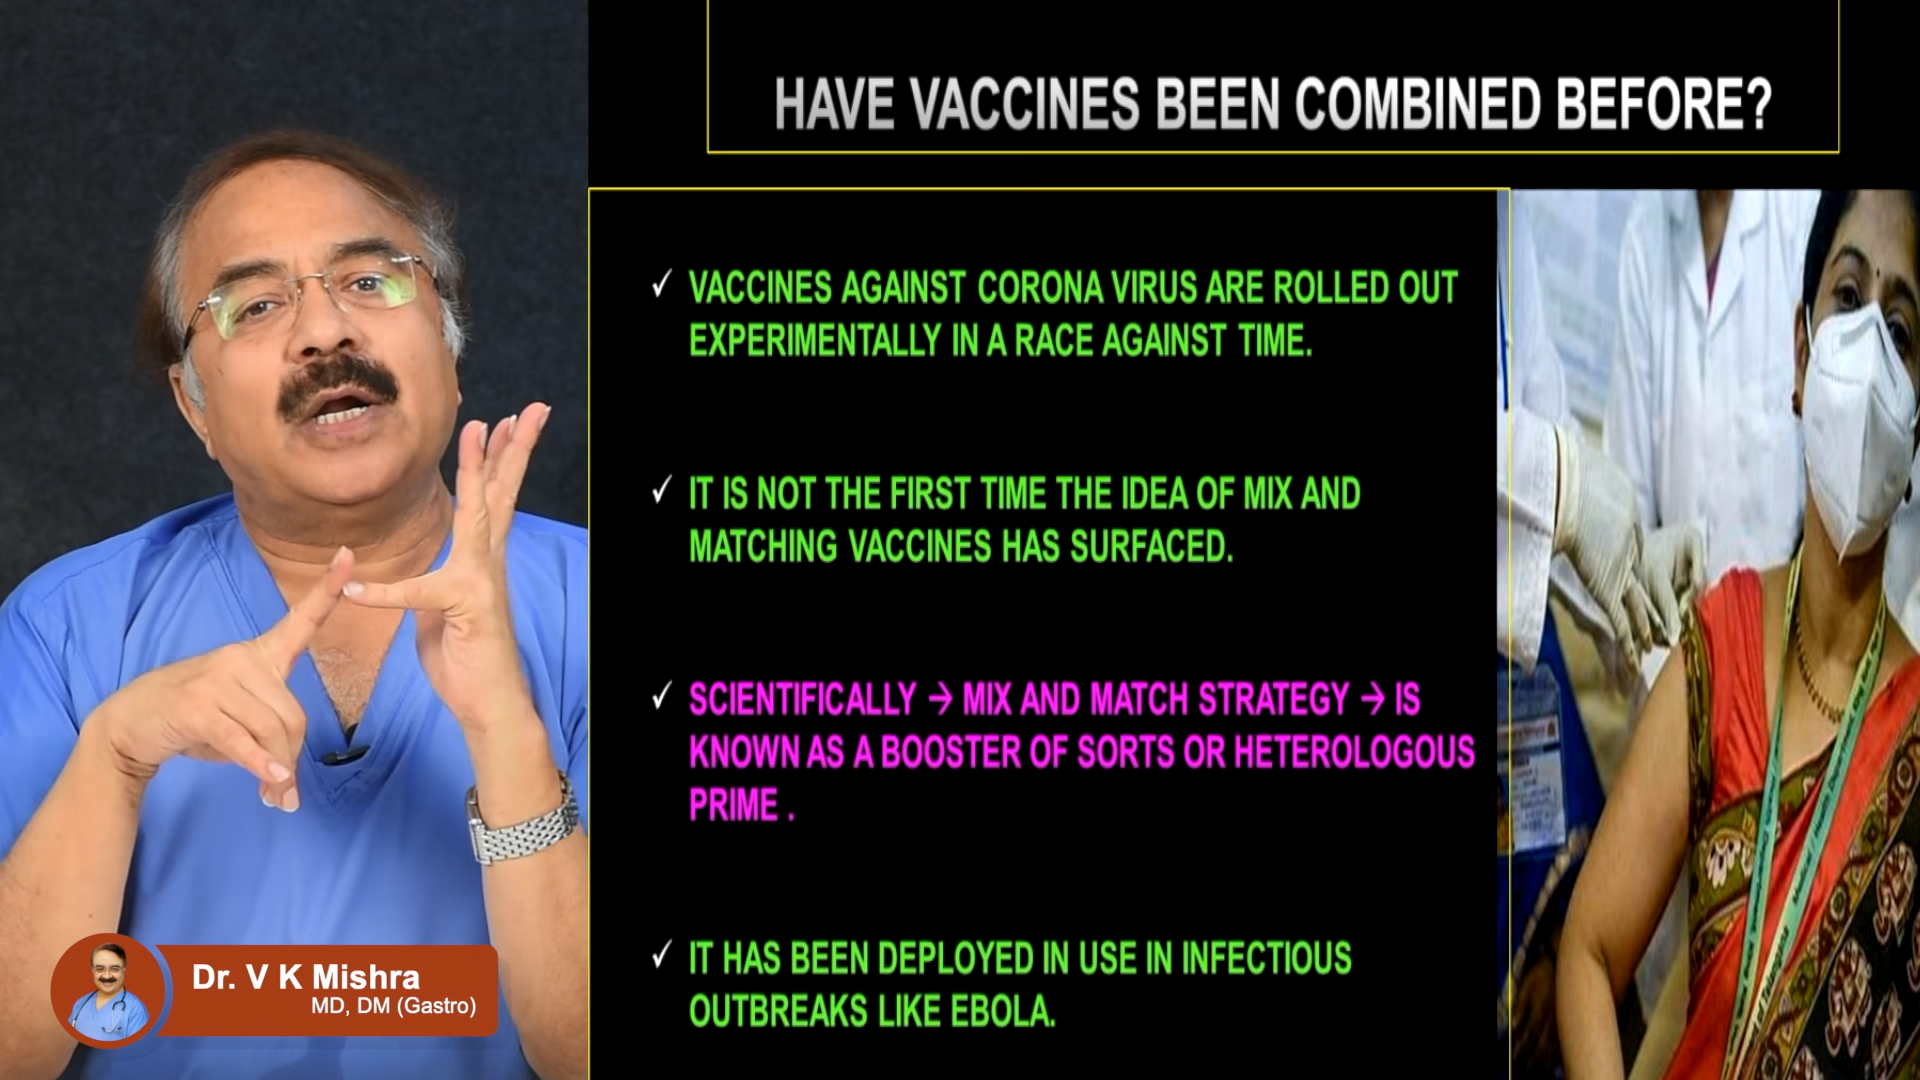 HAVE VACCINES BEEN COMBINED BEFORE?
✓ VACCINES AGAINST CORONA VIRUS ARE ROLLED OUT
EXPERIMENTALLY IN A RACE AGAINST TIME.
✓ IT IS NOT THE FIRST TIME THE IDEA OF MIX AND
MATCHING VACCINES HAS SURFACED.
✓ SCIENTIFICALLY → MIX AND MATCH STRATEGY → IS
KNOWN AS A BOOSTER OF SORTS OR HETEROLOGOUS
PRIME .
✓ IT HAS BEEN DEPLOYED IN USE IN INFECTIOUS
OUTBREAKS LIKE EBOLA.
Dr. V K Mishra
MD, DM (Gastro)